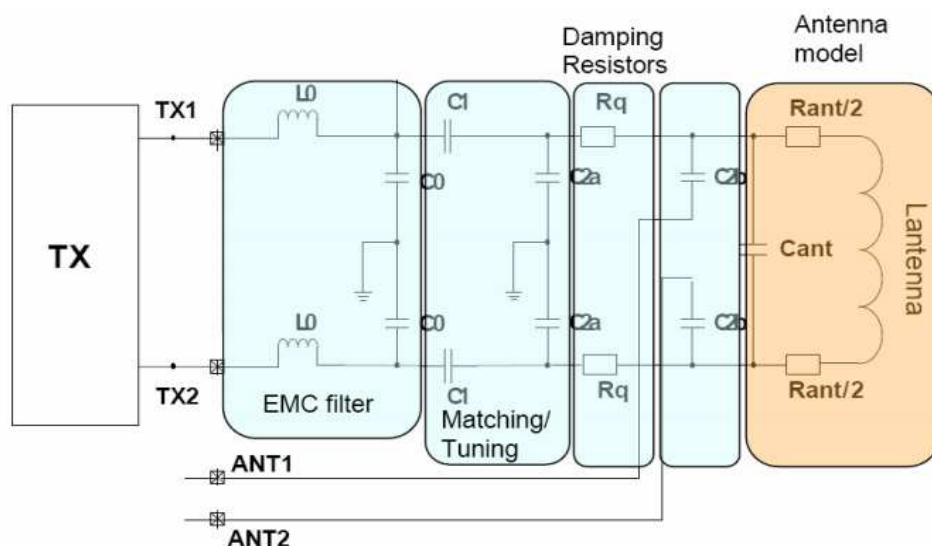 Damping
Resistors
Antenna
model
TX1
L0
C1
Rq
Rant/2
C0
C2a
C2b
TX
Cant
Lantenna
L0
C0
C2a
C2b
TX2
C1
Rq
Rant/2
EMC filter
Matching/
Tuning
ANT1
ANT2